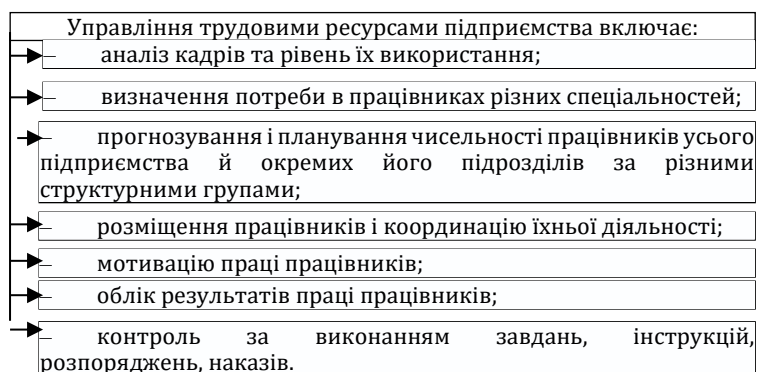 Управління трудовими ресурсами підприємства включає:
– аналіз кадрів та рівень їх використання;
– визначення потреби в працівниках різних спеціальностей;
– прогнозування і планування чисельності працівників усього
підприємства й окремих його підрозділів за різними
структурними групами;
– розміщення працівників і координацію їхньої діяльності;
– мотивацію праці працівників;
– облік результатів праці працівників;
– контроль за виконанням завдань, інструкцій,
розпоряджень, наказів.